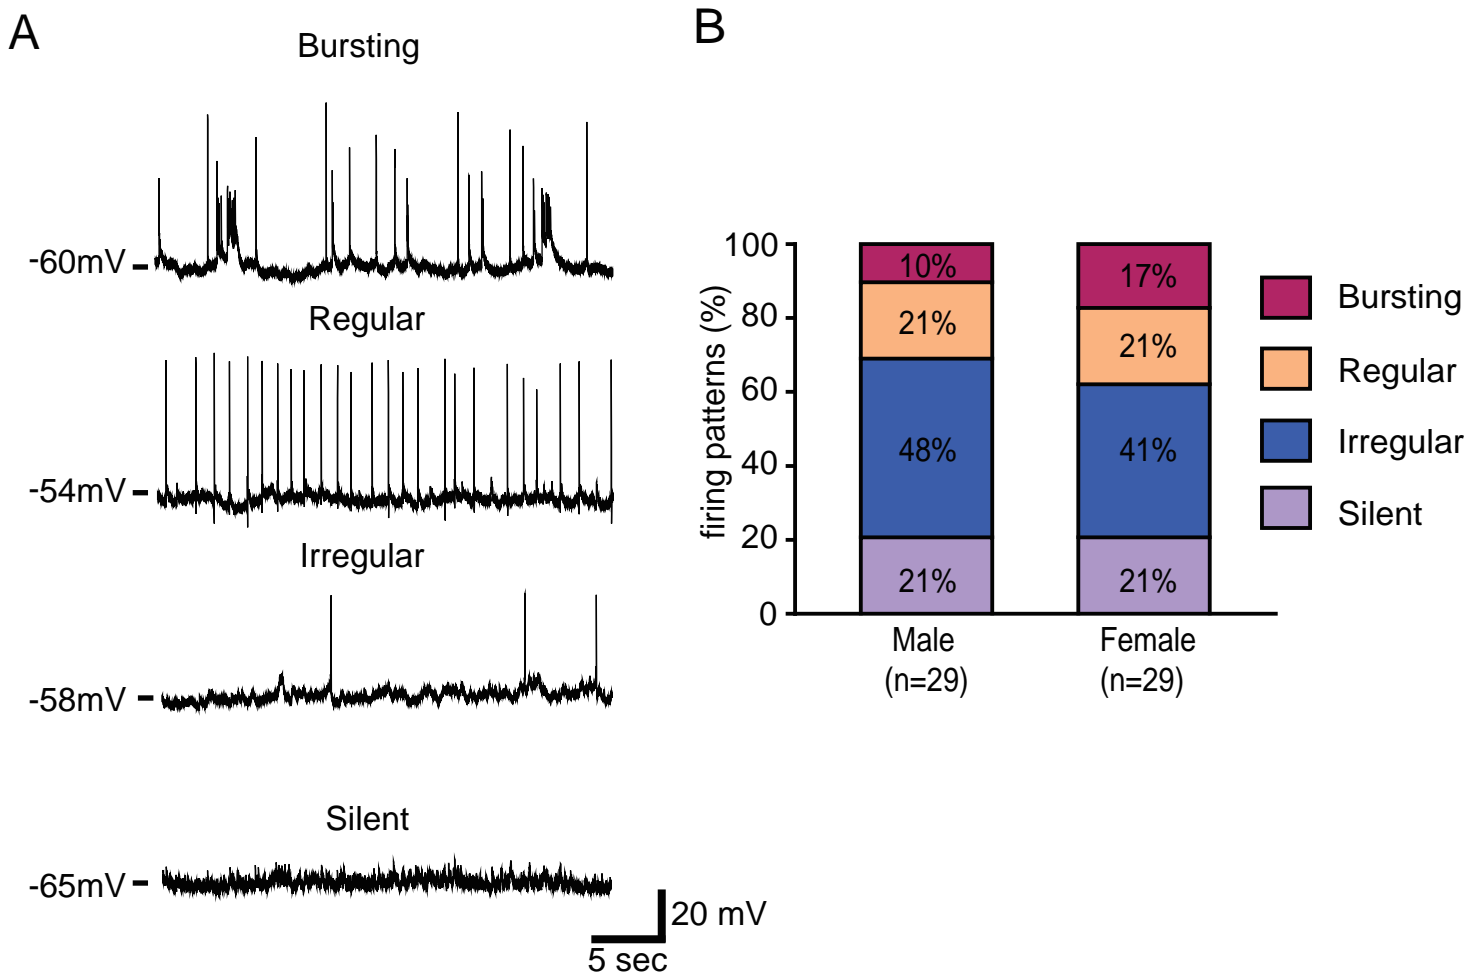 A
Bursting
-60mV
Regular
-54mV
Irregular
-58mV
Silent
-65mV
20 mV
5 sec
B
firing patterns (%)
100
80
60
40
20
0
10%
21%
48%
21%
17%
21%
41%
21%
Male
(n=29)
Female
(n=29)
Bursting
Regular
Irregular
Silent